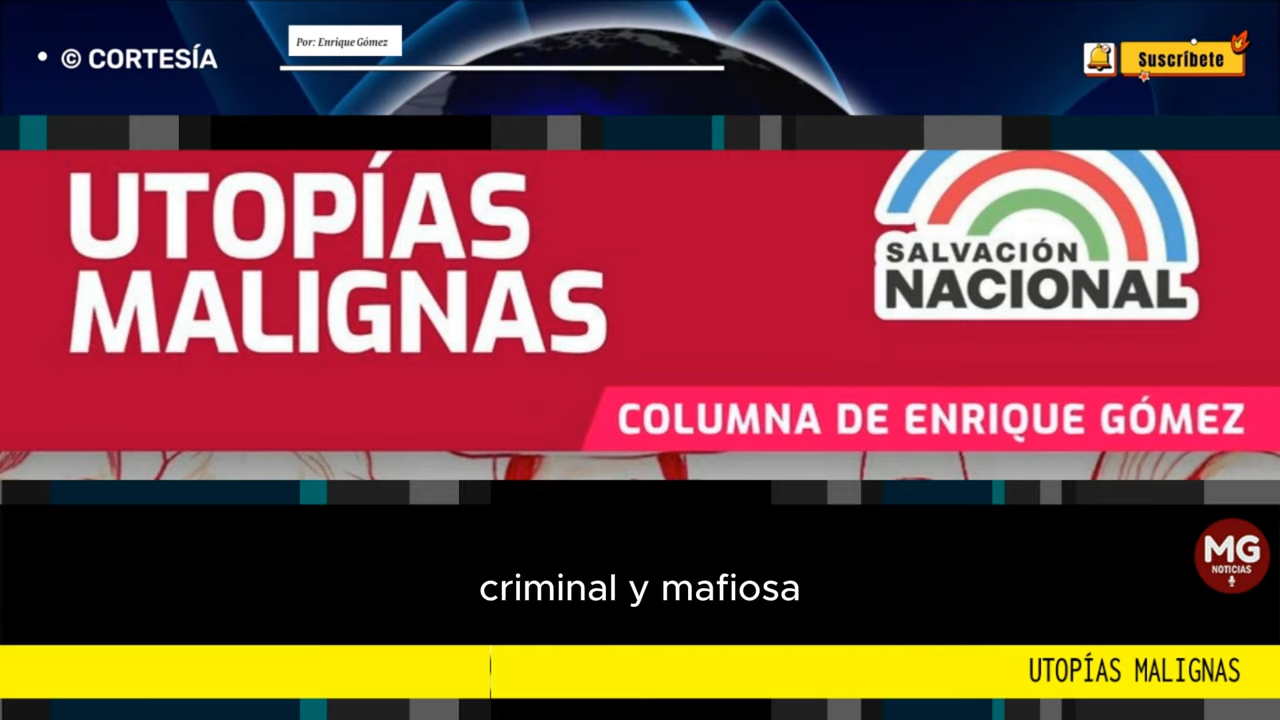 © CORTESÍA
Por: Enrique Gómez
Suscríbete
UTOPÍAS
MALIGNAS
SALVACIÓN
NACIONAL
COLUMNA DE ENRIQUE GÓMEZ
MG
NOTICIAS
criminal y mafiosa
UTOPÍAS MALIGNAS